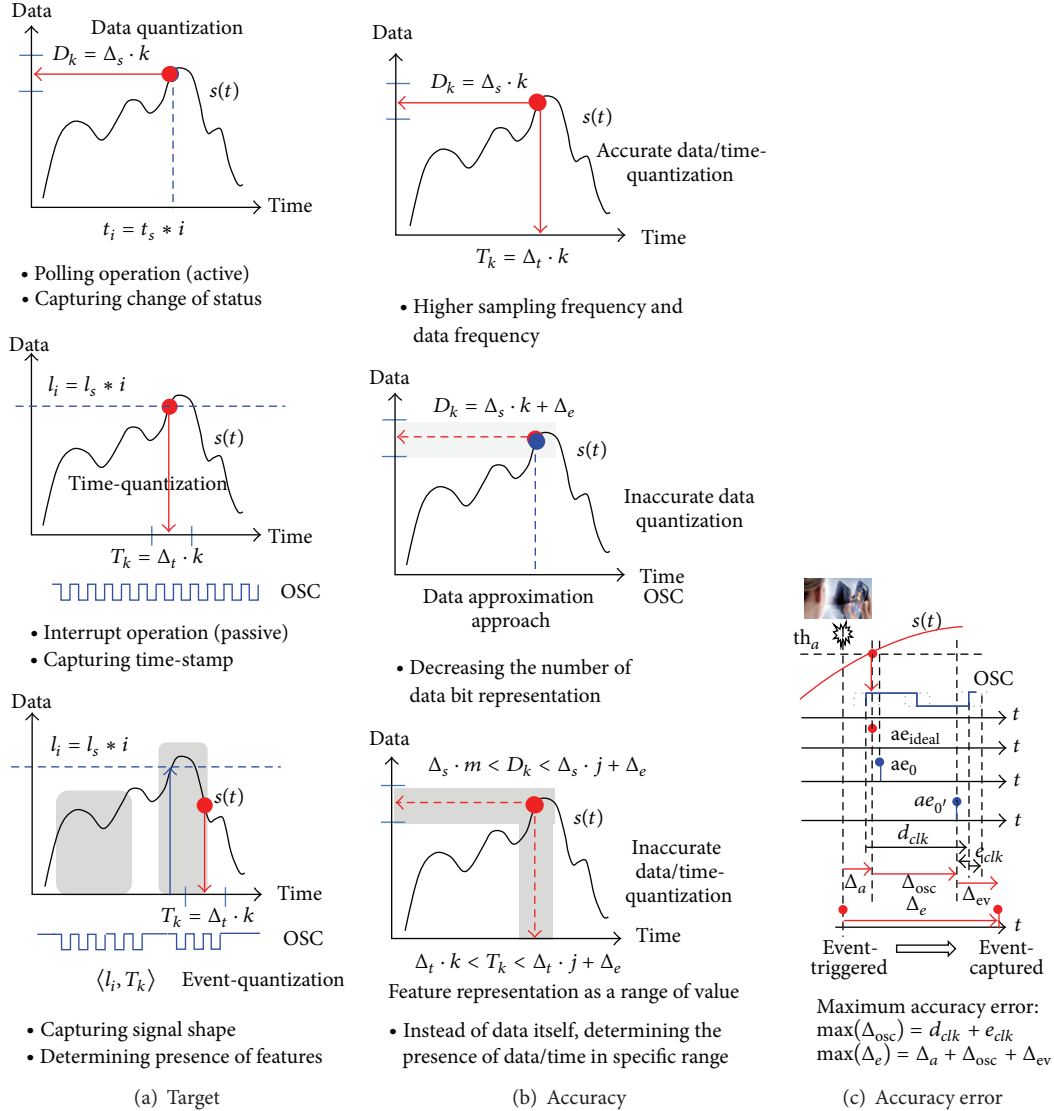 Data
Data quantization
D_k = Δ_s · k
s(t)
Time
t_i = t_s * i
• Polling operation (active)
• Capturing change of status
Data
l_i = l_s * i
s(t)
Time-quantization
Time
T_k = Δ_t · k
OSC
• Interrupt operation (passive)
• Capturing time-stamp
Data
l_i = l_s * i
s(t)
Time
T_k = Δ_t · k
OSC
⟨l_i, T_k⟩ Event-quantization
• Capturing signal shape
• Determining presence of features
(a) Target
Data
D_k = Δ_s · k
s(t)
Accurate data/time-
quantization
Time
T_k = Δ_t · k
• Higher sampling frequency and
data frequency
Data
D_k = Δ_s · k + Δ_e
s(t)
Inaccurate data
quantization
Time
OSC
Data approximation
approach
• Decreasing the number of
data bit representation
Data
Δ_s · m < D_k < Δ_s · j + Δ_e
s(t)
Inaccurate
data/time-
quantization
Time
Δ_t · k < T_k < Δ_t · j + Δ_e
Feature representation as a range of value
• Instead of data itself, determining the
presence of data/time in specific range
(b) Accuracy
th_a
s(t)
OSC
t
ae_ideal
t
ae_0
t
ae_0′
t
d_clk
e_clk
Δ_a
Δ_osc
Δ_ev
Δ_e
t
Event-
triggered
Event-
captured
Maximum accuracy error:
max(Δ_osc) = d_clk + e_clk
max(Δ_e) = Δ_a + Δ_osc + Δ_ev
(c) Accuracy error